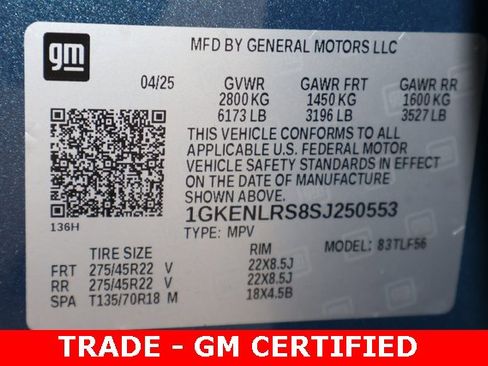 gm
MFD BY GENERAL MOTORS LLC
04/25 GVWR GAWR FRT GAWR RR
2800 KG 1450 KG 1600 KG
6173 LB 3196 LB 3527 LB
THIS VEHICLE CONFORMS TO ALL
APPLICABLE U.S. FEDERAL MOTOR
VEHICLE SAFETY STANDARDS IN EFFECT
ON THE DATE OF MANUFACTURE
SHOWN ABOVE.
1GKENLRS8SJ250553
136H TYPE: MPV MODEL: 83TLF56
TIRE SIZE RIM
FRT 275/45R22 V 22X8.5J
RR 275/45R22 V 22X8.5J
SPA T135/70R18 M 18X4.5B
TRADE - GM CERTIFIED